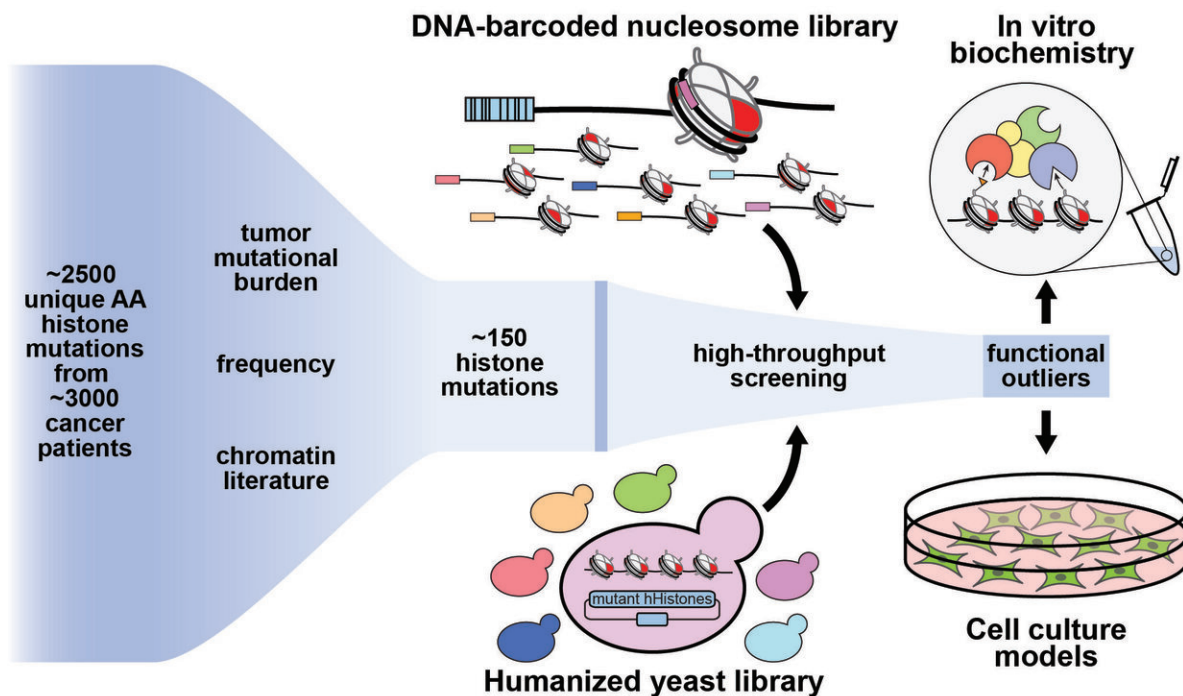 DNA-barcoded nucleosome library
In vitro
biochemistry
~2500
unique AA
histone
mutations
from
~3000
cancer
patients
tumor
mutational
burden
frequency
chromatin
literature
~150
histone
mutations
high-throughput
screening
functional
outliers
mutant hHistones
Humanized yeast library
Cell culture
models